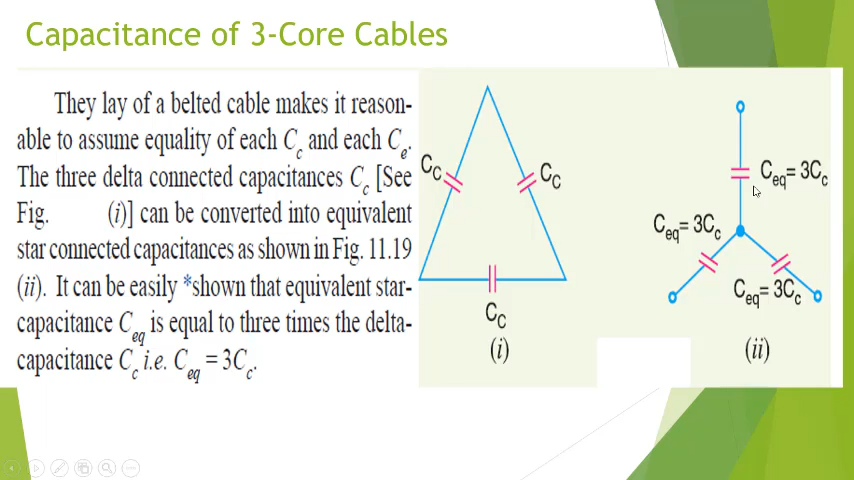 Capacitance of 3-Core Cables
They lay of a belted cable makes it reason-
able to assume equality of each Cc and each Ce.
The three delta connected capacitances Cc [See
Fig. (i)] can be converted into equivalent
star connected capacitances as shown in Fig. 11.19
(ii). It can be easily *shown that equivalent star-
capacitance Ceq is equal to three times the delta-
capacitance Cc i.e. Ceq = 3Cc.
CC
CC
CC
(i)
Ceq= 3Cc
Ceq= 3Cc
Ceq= 3Cc
(ii)